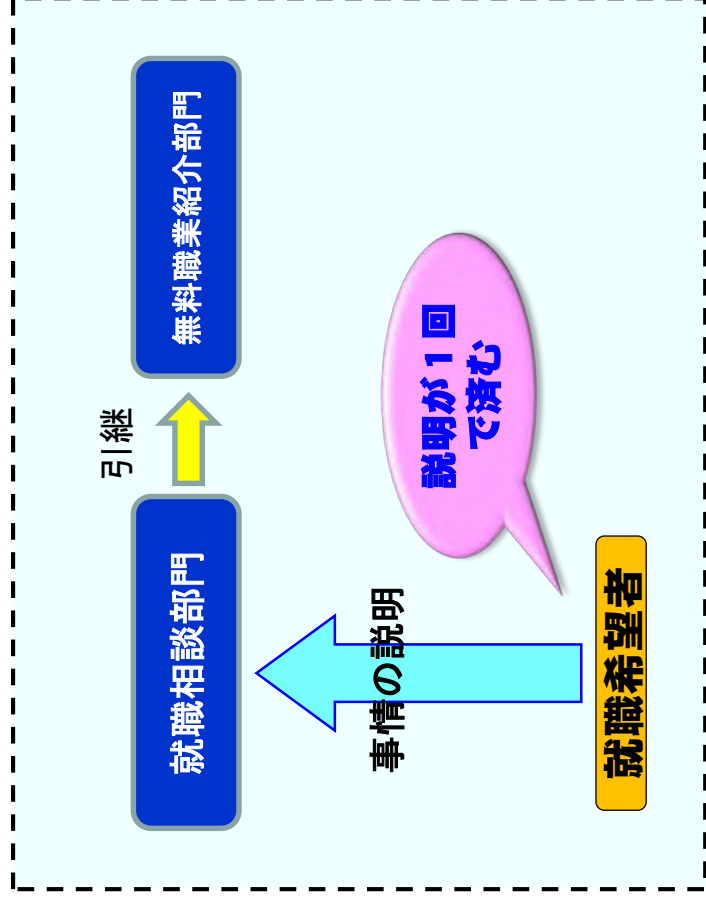 就職相談部門
引継
無料職業紹介部門
事情の説明
説明が１回
で済む
就職希望者